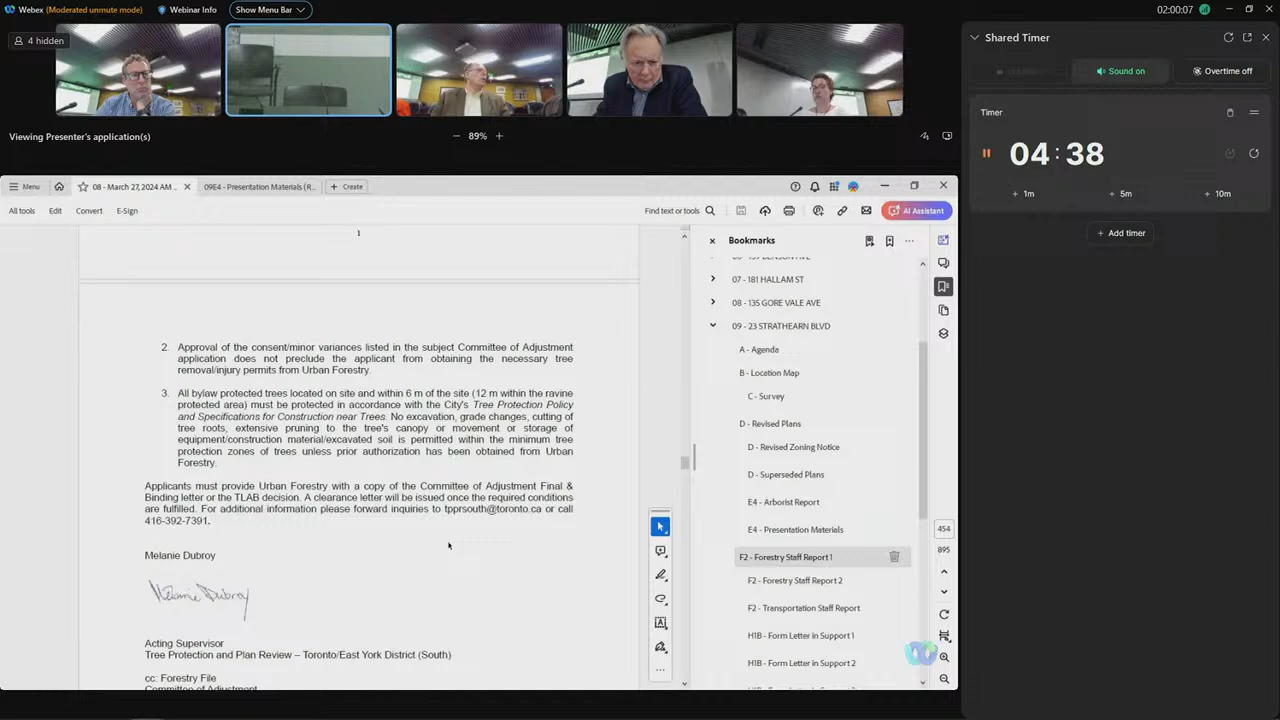 Webex (Moderated unmute mode) Webinar Info Show Menu Bar 02:00:07
4 hidden
Viewing Presenter's application(s) 89%
Menu 08 - March 27, 2024 AM... 09E4 - Presentation Materials (R... Create
All tools Edit Convert E-Sign Find text or tools AI Assistant
1
2. Approval of the consent/minor variances listed in the subject Committee of Adjustment
application does not preclude the applicant from obtaining the necessary tree
removal/injury permits from Urban Forestry.
3. All bylaw protected trees located on site and within 6 m of the site (12 m within the ravine
protected area) must be protected in accordance with the City's Tree Protection Policy
and Specifications for Construction near Trees. No excavation, grade changes, cutting of
tree roots, extensive pruning to the tree's canopy or movement or storage of
equipment/construction material/excavated soil is permitted within the minimum tree
protection zones of trees unless prior authorization has been obtained from Urban
Forestry.
Applicants must provide Urban Forestry with a copy of the Committee of Adjustment Final &
Binding letter or the TLAB decision. A clearance letter will be issued once the required conditions
are fulfilled. For additional information please forward inquiries to tpprsouth@toronto.ca or call
416-392-7391.
Melanie Dubroy
Melanie Dubroy
Acting Supervisor
Tree Protection and Plan Review – Toronto/East York District (South)
cc: Forestry File
Committee of Adjustment
Bookmarks
07 - 181 HALLAM ST
08 - 135 GORE VALE AVE
09 - 23 STRATHEARN BLVD
A - Agenda
B - Location Map
C - Survey
D - Revised Plans
D - Revised Zoning Notice
D - Superseded Plans
E4 - Arborist Report
E4 - Presentation Materials
F2 - Forestry Staff Report 1
F2 - Forestry Staff Report 2
F2 - Transportation Staff Report
H1B - Form Letter in Support 1
H1B - Form Letter in Support 2
454
895
Shared Timer
Sound on Overtime off
Timer
04:38
+ 1m + 5m + 10m
+ Add timer